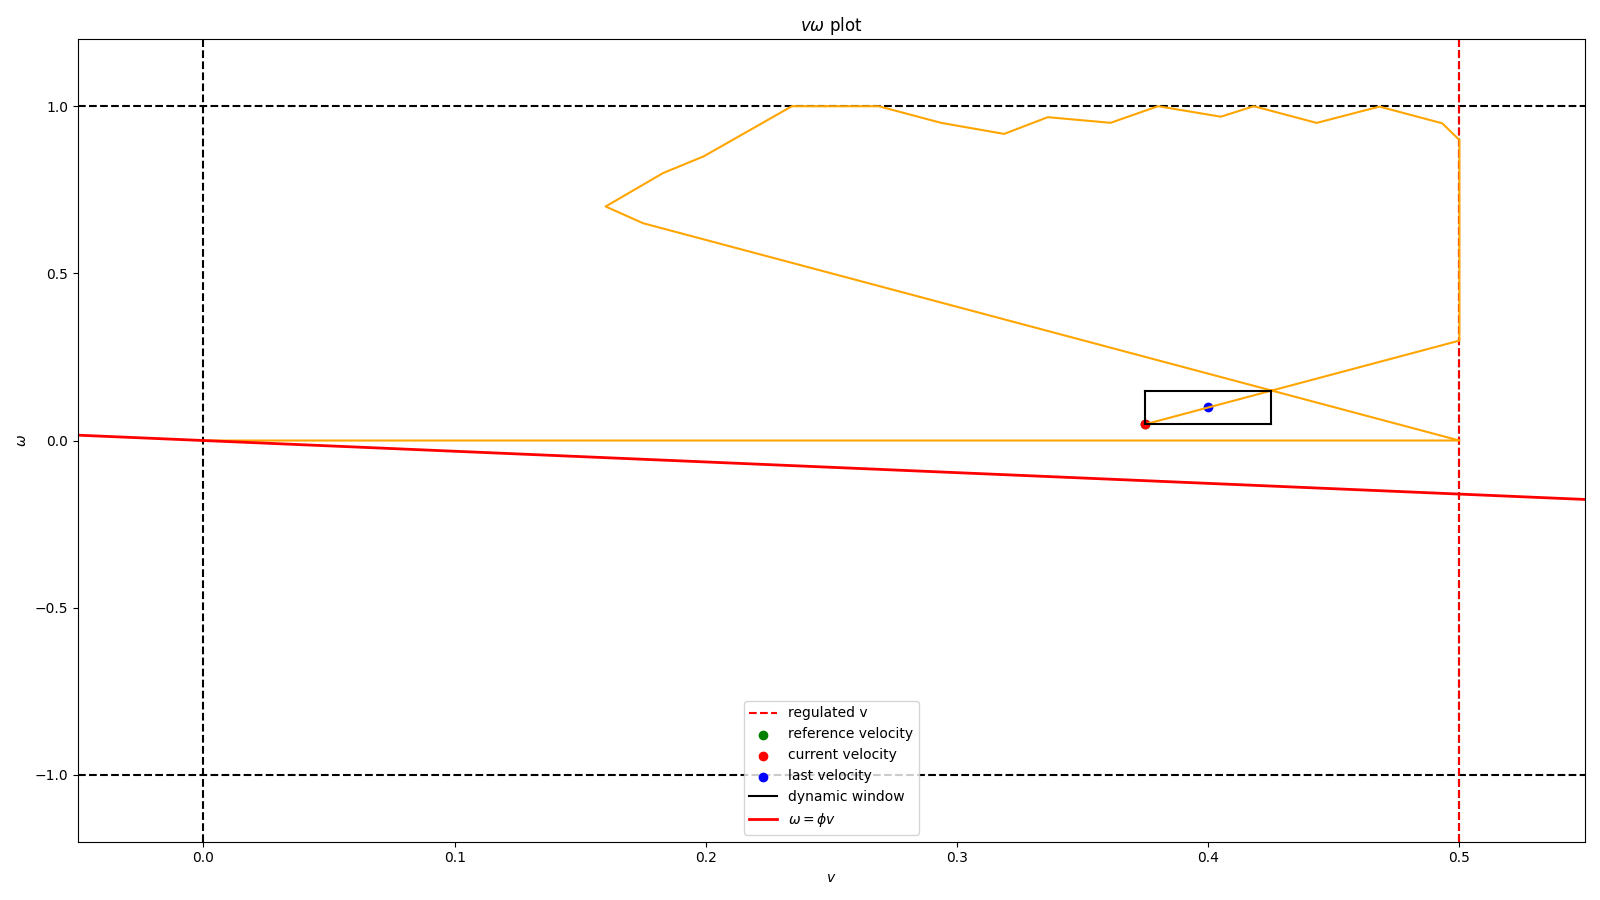 vω plot
1.0
0.5
0.0
−0.5
−1.0
ω
0.0 0.1 0.2 0.3 0.4 0.5
v
regulated v
reference velocity
current velocity
last velocity
dynamic window
ω = ϕv